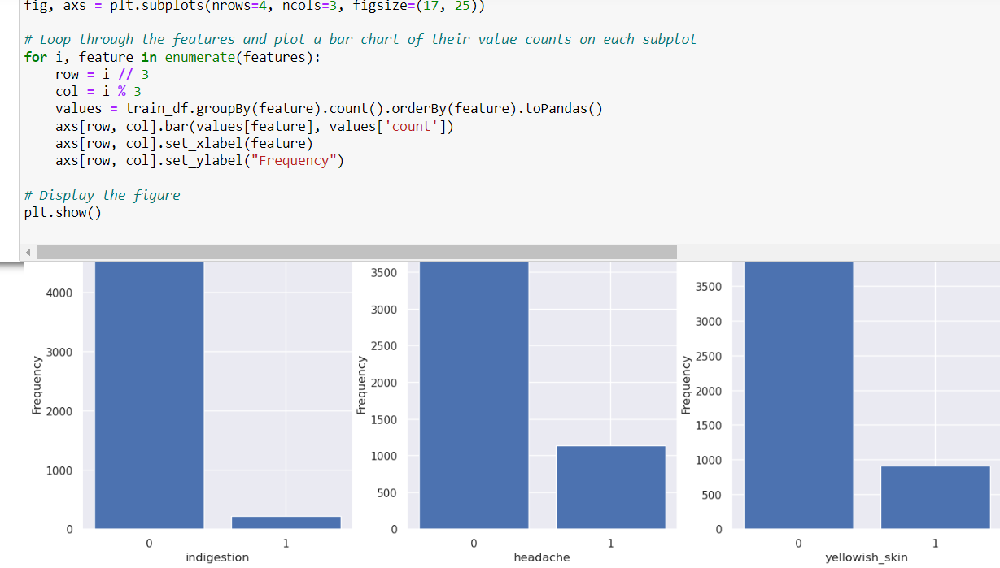 fig, axs = plt.subplots(nrows=4, ncols=3, figsize=(17, 25))
# Loop through the features and plot a bar chart of their value counts on each subplot
for i, feature in enumerate(features):
    row = i // 3
    col = i % 3
    values = train_df.groupBy(feature).count().orderBy(feature).toPandas()
    axs[row, col].bar(values[feature], values['count'])
    axs[row, col].set_xlabel(feature)
    axs[row, col].set_ylabel("Frequency")
# Display the figure
plt.show()
4000
3000
2000
1000
0
Frequency
0 1
indigestion
3500
3000
2500
2000
1500
1000
500
0
Frequency
0 1
headache
3500
3000
2500
2000
1500
1000
500
0
Frequency
0 1
yellowish_skin